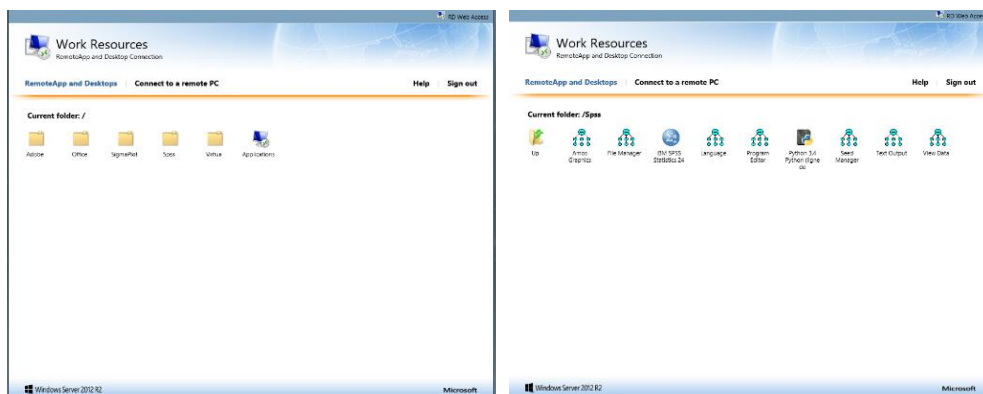 RD Web Access
Work Resources
RemoteApp and Desktop Connection
RemoteApp and Desktops Connect to a remote PC Help Sign out
Current folder: /
Adobe Office SigmaPlot Spss Virtua Applications
Windows Server 2012 R2 Microsoft
RD Web Access
Work Resources
RemoteApp and Desktop Connection
RemoteApp and Desktops Connect to a remote PC Help Sign out
Current folder: /Spss
Up Amos File Manager IBM SPSS Language Program Python 3.4 Seed Text Output View Data
Graphics Statistics 24 Editor Python (ligne Manager
de
Windows Server 2012 R2 Microsoft